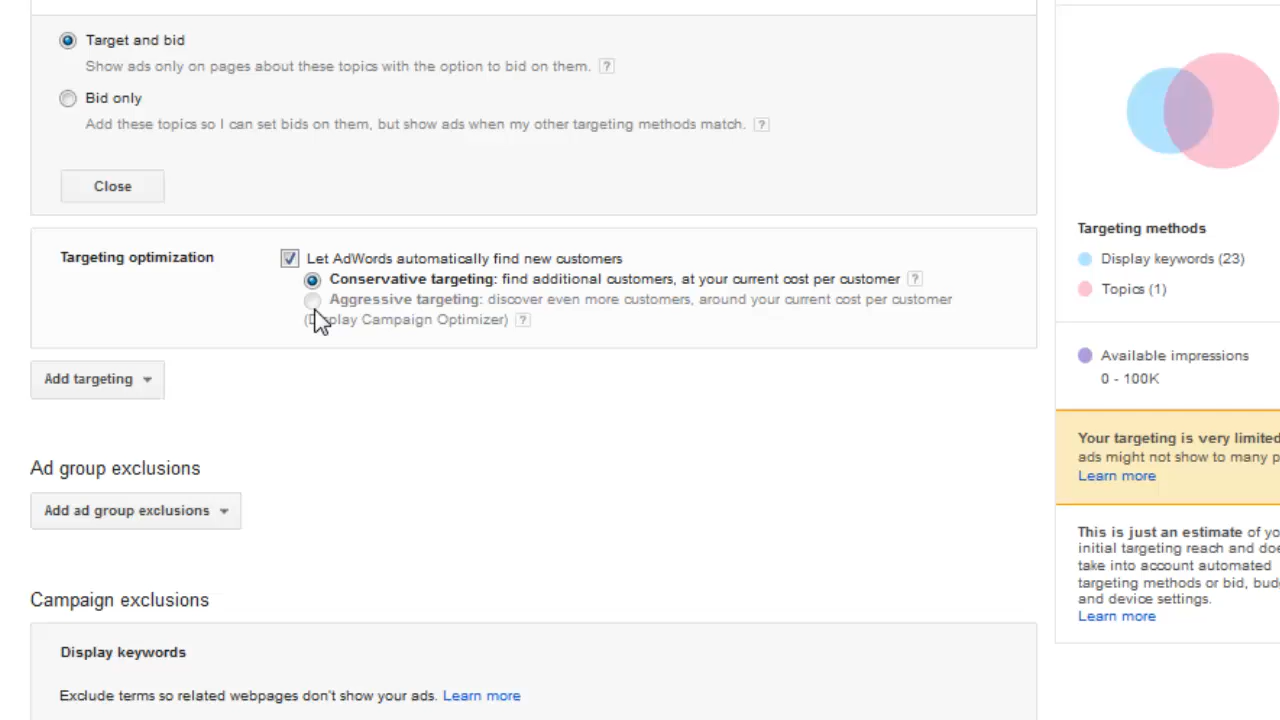 Target and bid
Show ads only on pages about these topics with the option to bid on them. ?
Bid only
Add these topics so I can set bids on them, but show ads when my other targeting methods match. ?
Close
Targeting optimization
Let AdWords automatically find new customers
Conservative targeting: find additional customers, at your current cost per customer ?
Aggressive targeting: discover even more customers, around your current cost per customer
Campaign Optimizer) ?
Add targeting
Ad group exclusions
Add ad group exclusions
Campaign exclusions
Display keywords
Exclude terms so related webpages don't show your ads. Learn more
Targeting methods
Display keywords (23)
Topics (1)
Available impressions
0 - 100K
Your targeting is very limited
ads might not show to many
Learn more
This is just an estimate of
initial targeting reach and
take into account automated
targeting methods or bid,
and device settings.
Learn more